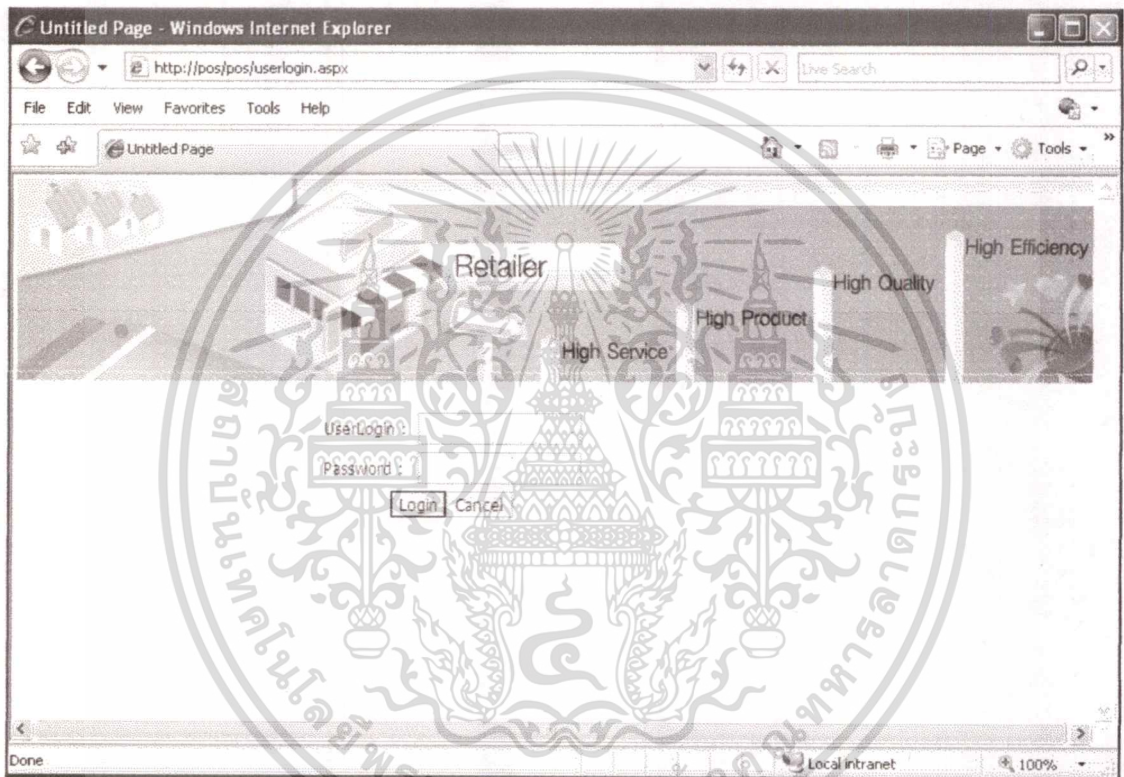 Untitled Page - Windows Internet Explorer
http://pos/pos/userlogin.aspx
Live Search
File Edit View Favorites Tools Help
Untitled Page
Page Tools
Retailer
High Service
High Product
High Quality
High Efficiency
UserLogin :
Password :
Login Cancel
Done
Local intranet
100%